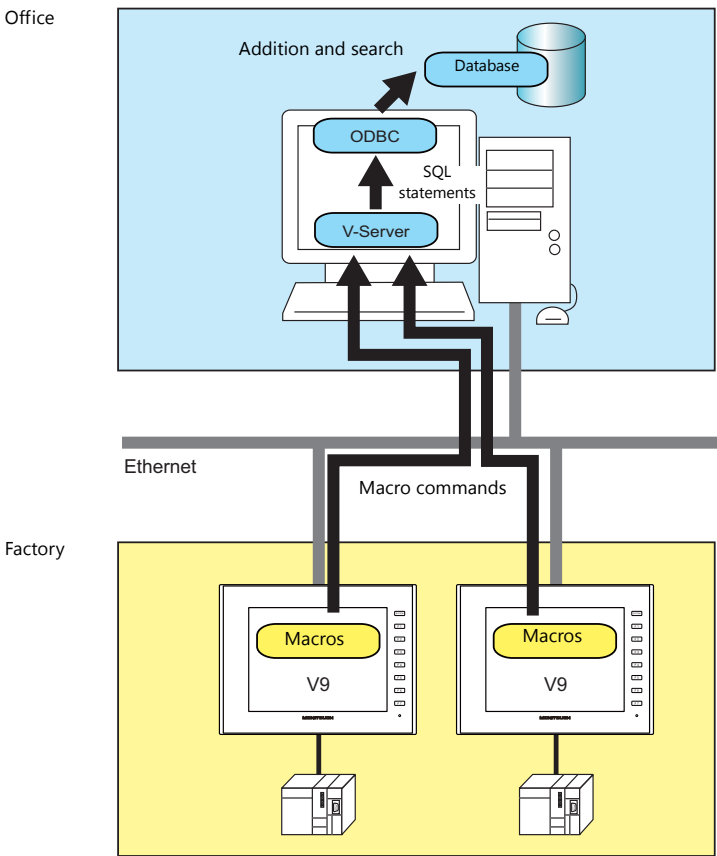 Office
Addition and search
Database
ODBC
SQL
statements
V-Server
Ethernet
Macro commands
Factory
Macros
Macros
V9
V9